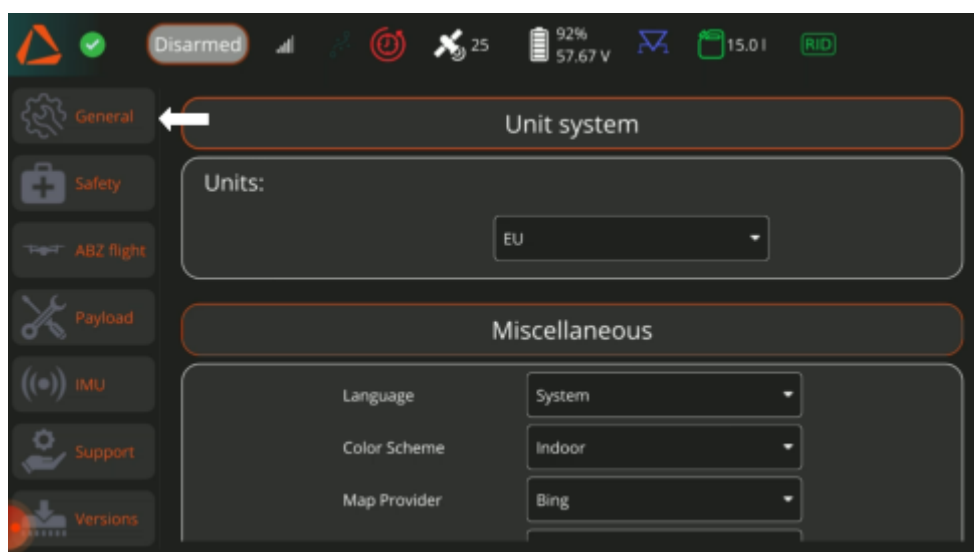 Disarmed
25
92%
57.67 V
15.0 l
RID
General
Safety
ABZ flight
Payload
IMU
Support
Versions
Unit system
Units:
EU
Miscellaneous
Language System
Color Scheme Indoor
Map Provider Bing